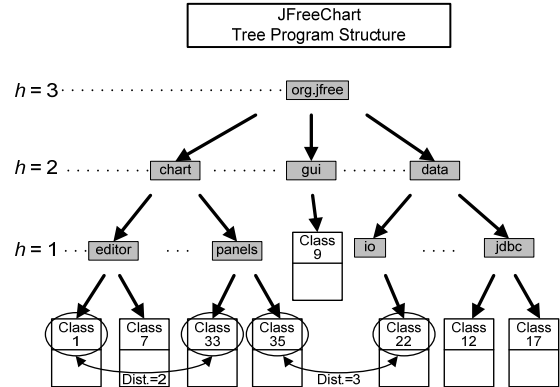 JFreeChart
Tree Program Structure
h = 3
org.jfree
h = 2
chart
gui
data
h = 1
editor
panels
Class
9
io
jdbc
Class
1
Class
7
Class
33
Class
35
Class
22
Class
12
Class
17
Dist.=2
Dist.=3